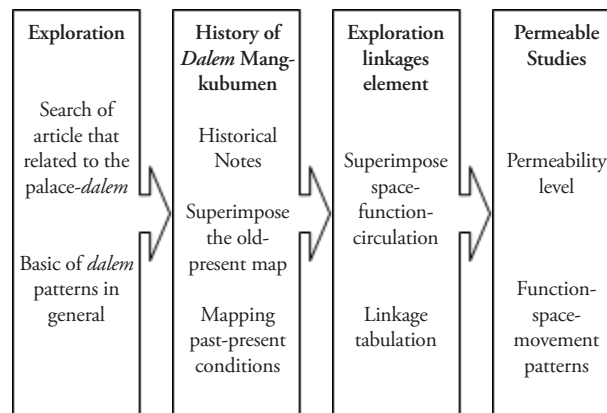 Exploration
Search of
article that
related to the
palace-dalem
Basic of dalem
patterns in
general
History of
Dalem Mang-
kubumen
Historical
Notes
Superimpose
the old-
present map
Mapping
past-present
conditions
Exploration
linkages
element
Superimpose
space-
function-
circulation
Linkage
tabulation
Permeable
Studies
Permeability
level
Function-
space-
movement
patterns